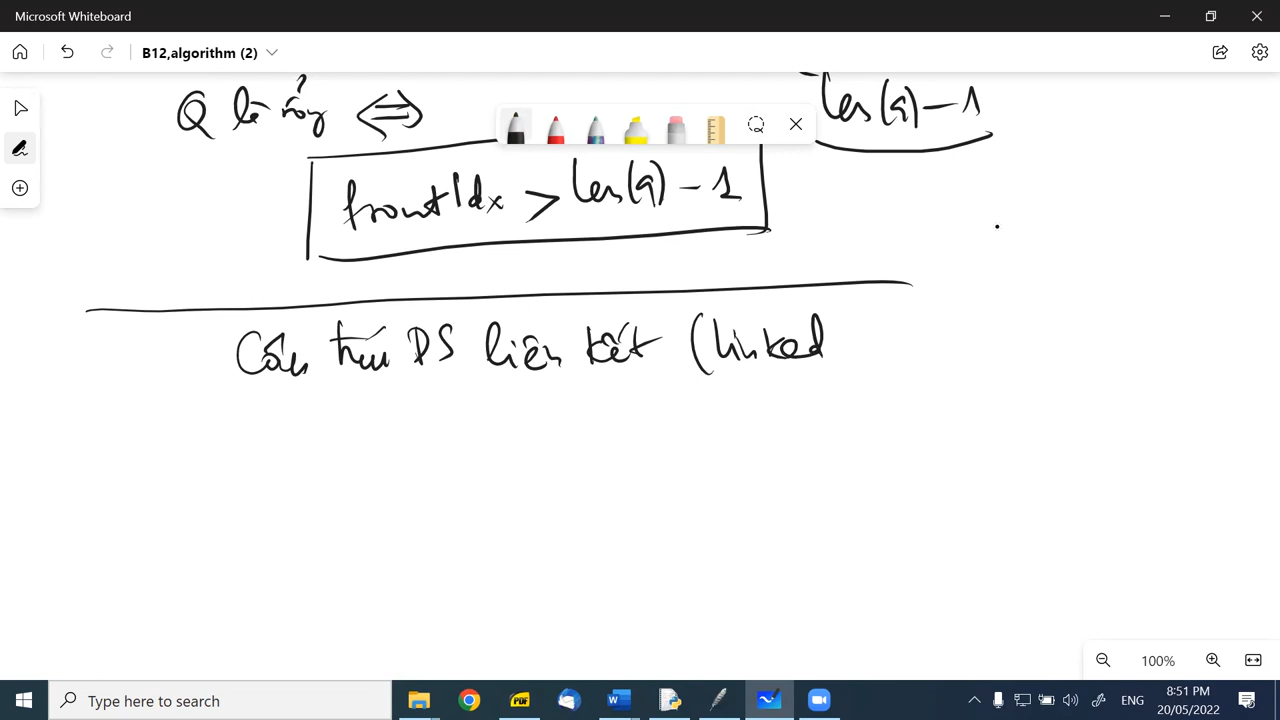 Microsoft Whiteboard
B12,algorithm (2)
Q là rỗng ⇔
len(q) - 1
frontIdx > len(q) - 1
Cấu trúc DS liên kết (linked
100%
Type here to search
ENG
8:51 PM
20/05/2022